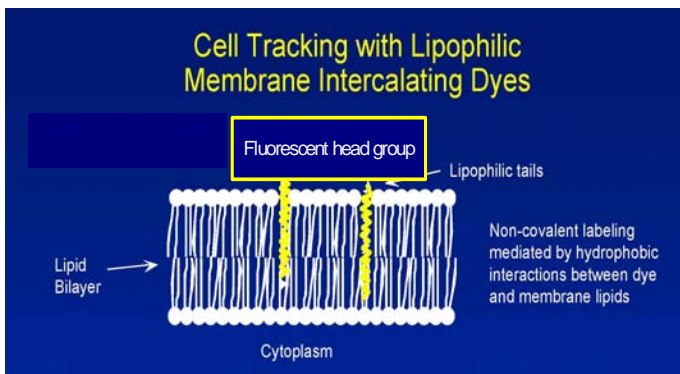 Cell Tracking with Lipophilic
Membrane Intercalating Dyes
Fluorescent head group
Lipophilic tails
Non-covalent labeling
mediated by hydrophobic
interactions between dye
and membrane lipids
Lipid
Bilayer
Cytoplasm